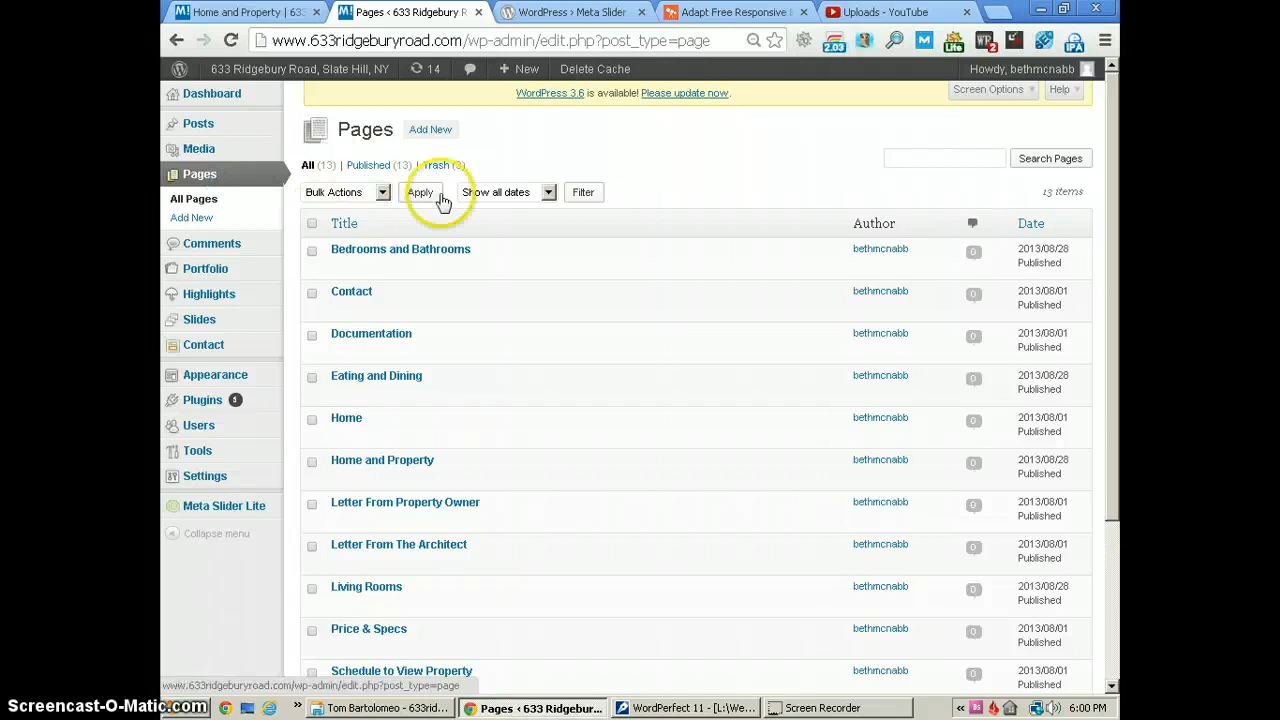 Home and Property | 633
Pages ‹ 633 Ridgebury R
WordPress › Meta Slider
Adapt Free Responsive
Uploads - YouTube
www.633ridgeburyroad.com/wp-admin/edit.php?post_type=page
2.03
Lite
WR
2
IPA
633 Ridgebury Road, Slate Hill, NY
14
New
Delete Cache
Howdy, bethmcnabb
Dashboard
Posts
Media
Pages
All Pages
Add New
Comments
Portfolio
Highlights
Slides
Contact
Appearance
Plugins 5
Users
Tools
Settings
Meta Slider Lite
Collapse menu
WordPress 3.6 is available! Please update now.
Screen Options
Help
Pages Add New
All (13) | Published (13) | Trash (3)
Search Pages
Bulk Actions
Apply
Show all dates
Filter
13 items
Title Author Date
Bedrooms and Bathrooms bethmcnabb 0 2013/08/28
Published
Contact bethmcnabb 0 2013/08/01
Published
Documentation bethmcnabb 0 2013/08/01
Published
Eating and Dining bethmcnabb 0 2013/08/28
Published
Home bethmcnabb 0 2013/08/01
Published
Home and Property bethmcnabb 0 2013/08/28
Published
Letter From Property Owner bethmcnabb 0 2013/08/01
Published
Letter From The Architect bethmcnabb 0 2013/08/01
Published
Living Rooms bethmcnabb 0 2013/08/28
Published
Price & Specs bethmcnabb 0 2013/08/01
Published
Schedule to View Property bethmcnabb 0 2013/08/01
www.633ridgeburyroad.com/wp-admin/edit.php?post_type=page
Screencast-O-Matic.com
Tom Bartolomeo - C:\633rid...
Pages ‹ 633 Ridgebur...
WordPerfect 11 - [L:\We...
Screen Recorder
6:00 PM